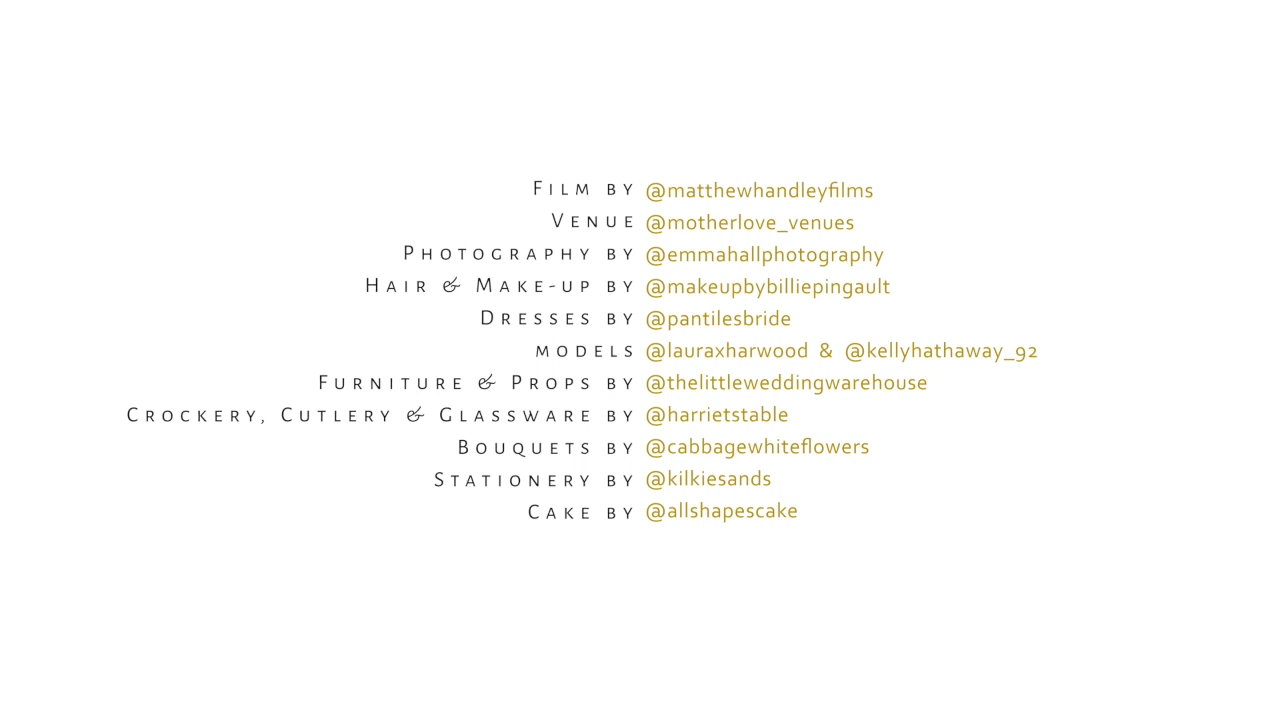 Film by @matthewhandleyfilms
Venue @motherlove_venues
Photography by @emmahallphotography
Hair & Make-up by @makeupbybilliepingault
Dresses by @pantilesbride
models @lauraxharwood & @kellyhathaway_92
Furniture & Props by @thelittleweddingwarehouse
Crockery, Cutlery & Glassware by @harrietstable
Bouquets by @cabbagewhiteflowers
Stationery by @kilkiesands
Cake by @allshapescake